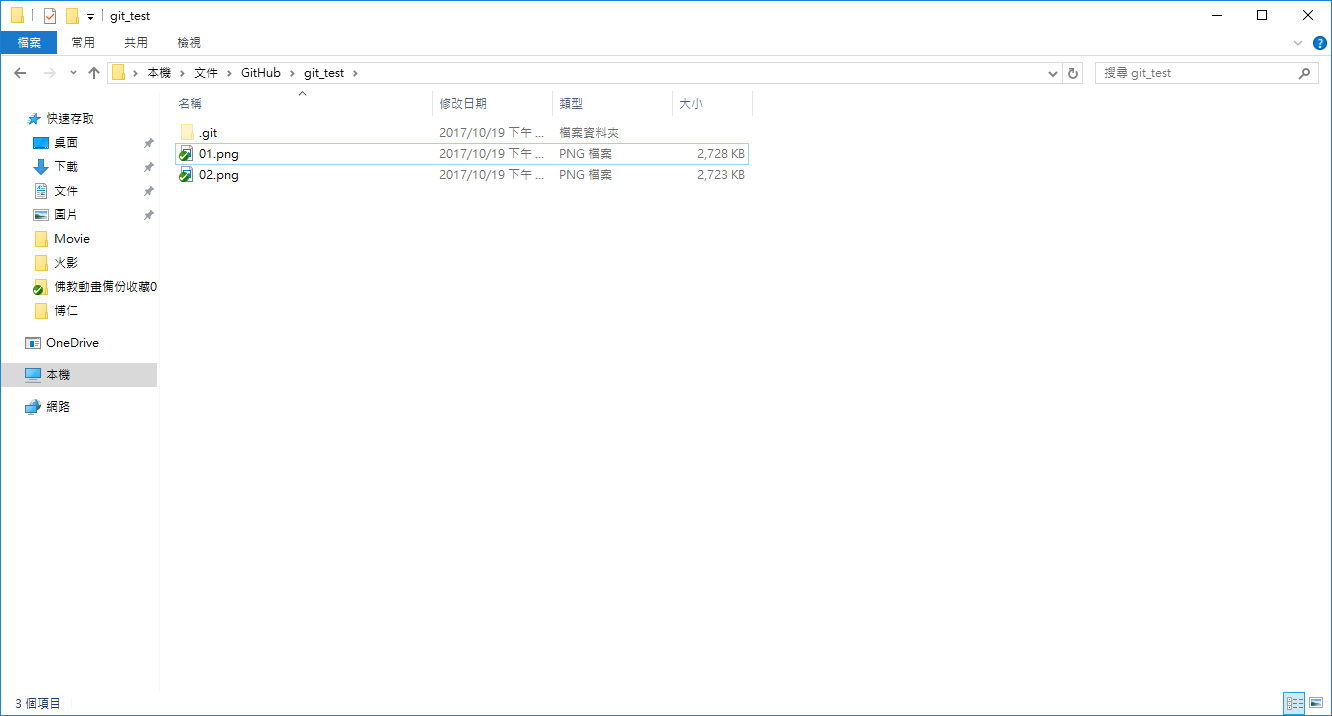 git_test
檔案 常用 共用 檢視
本機 文件 GitHub git_test 搜尋 git_test
名稱 修改日期 類型 大小
.git 2017/10/19 下午 ... 檔案資料夾
01.png 2017/10/19 下午 ... PNG 檔案 2,728 KB
02.png 2017/10/19 下午 ... PNG 檔案 2,723 KB
快速存取
桌面
下載
文件
圖片
Movie
火影
佛教動畫備份收藏0
博仁
OneDrive
本機
網路
3 個項目